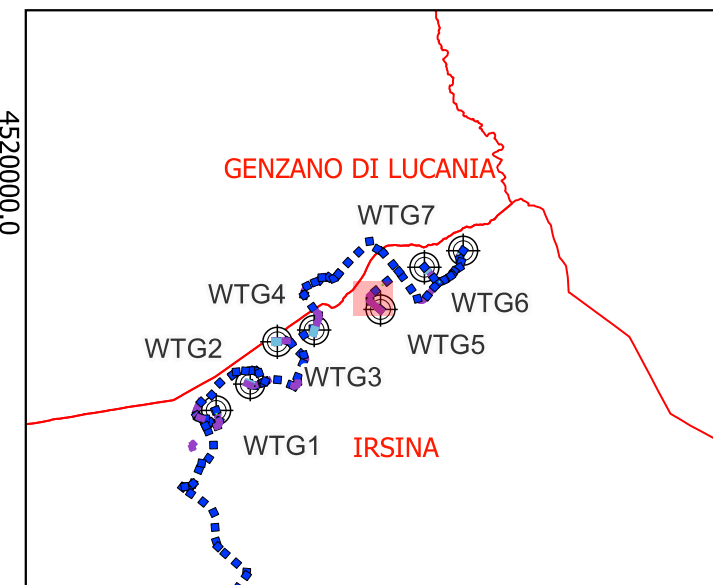 4520000.0
GENZANO DI LUCANIA
WTG7
WTG4
WTG6
WTG2
WTG5
WTG3
WTG1
IRSINA